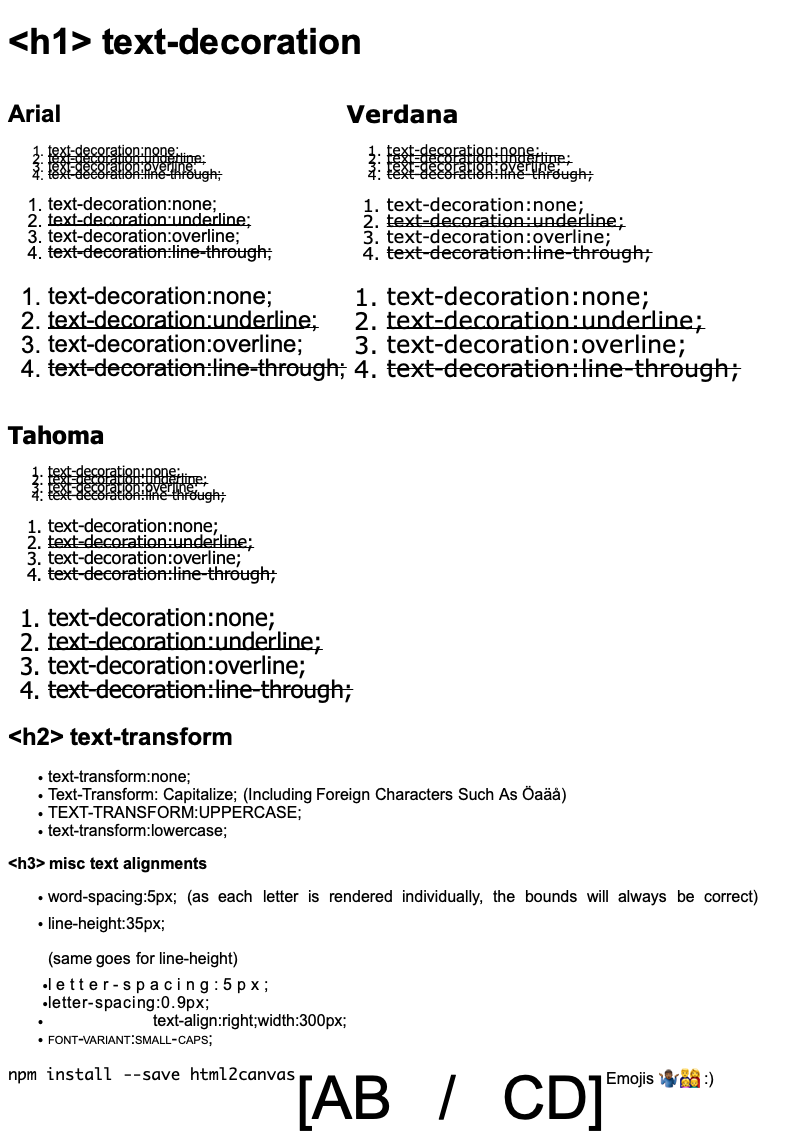 <h1> text-decoration
Arial
1. text-decoration:none;
2. text-decoration:underline;
3. text-decoration:overline;
4. text-decoration:line-through;
1. text-decoration:none;
2. text-decoration:underline;
3. text-decoration:overline;
4. text-decoration:line-through;
1. text-decoration:none;
2. text-decoration:underline;
3. text-decoration:overline;
4. text-decoration:line-through;
Verdana
1. text-decoration:none;
2. text-decoration:underline;
3. text-decoration:overline;
4. text-decoration:line-through;
1. text-decoration:none;
2. text-decoration:underline;
3. text-decoration:overline;
4. text-decoration:line-through;
1. text-decoration:none;
2. text-decoration:underline;
3. text-decoration:overline;
4. text-decoration:line-through;
Tahoma
1. text-decoration:none;
2. text-decoration:underline;
3. text-decoration:overline;
4. text-decoration:line-through;
1. text-decoration:none;
2. text-decoration:underline;
3. text-decoration:overline;
4. text-decoration:line-through;
1. text-decoration:none;
2. text-decoration:underline;
3. text-decoration:overline;
4. text-decoration:line-through;
<h2> text-transform
• text-transform:none;
• Text-Transform: Capitalize; (Including Foreign Characters Such As Öaäå)
• TEXT-TRANSFORM:UPPERCASE;
• text-transform:lowercase;
<h3> misc text alignments
• word-spacing:5px; (as each letter is rendered individually, the bounds will always be correct)
• line-height:35px;
(same goes for line-height)
•letter-spacing:5px;
•letter-spacing:0.9px;
• text-align:right;width:300px;
• FONT-VARIANT:SMALL-CAPS;
npm install --save html2canvas [AB / CD] Emojis 🤷🏾‍♂️👨‍👩‍👧‍👦 :)